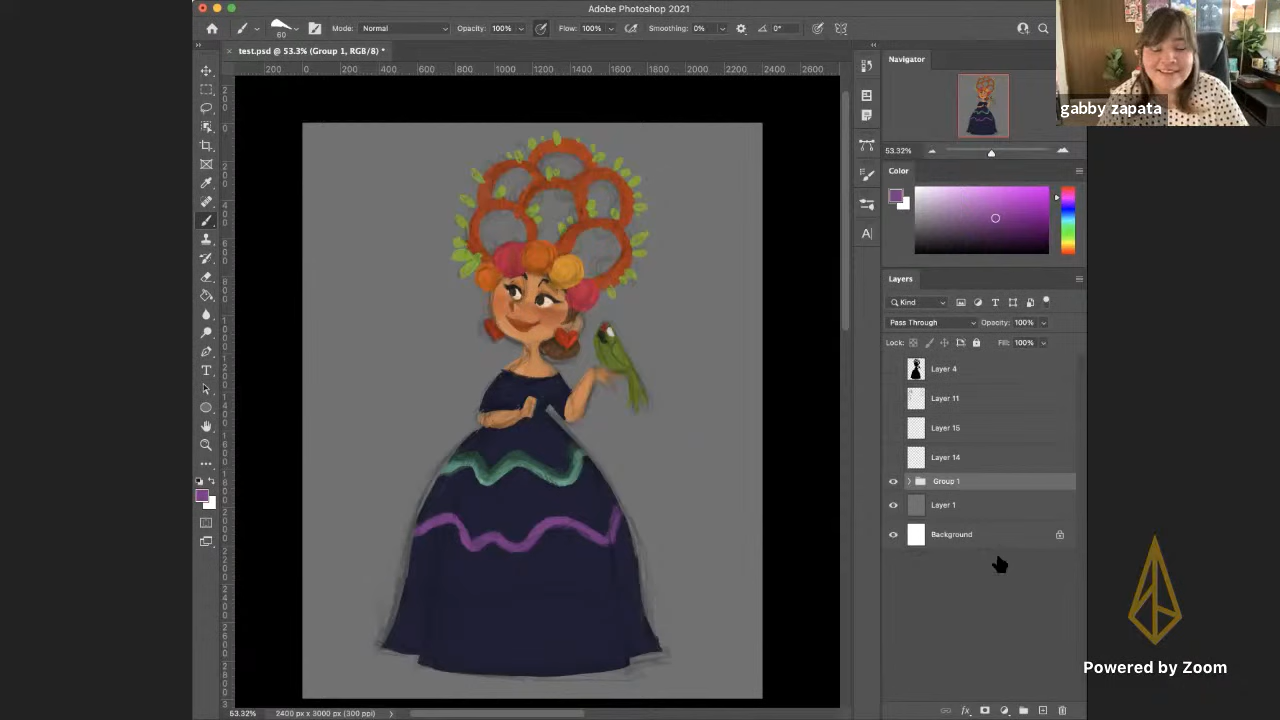 Adobe Photoshop 2021
60
Mode: Normal
Opacity: 100%
Flow: 100%
Smoothing: 0%
0°
test.psd @ 53.3% (Group 1, RGB/8) *
200 0 200 400 600 800 1000 1200 1400 1600 1800 2000 2200 2400 2600
gabby zapata
Navigator
53.32%
Color
Layers
Kind
Pass Through
Opacity: 100%
Lock:
Fill: 100%
Layer 4
Layer 11
Layer 15
Layer 14
Group 1
Layer 1
Background
53.32%
2400 px x 3000 px (300 ppi)
Powered by Zoom